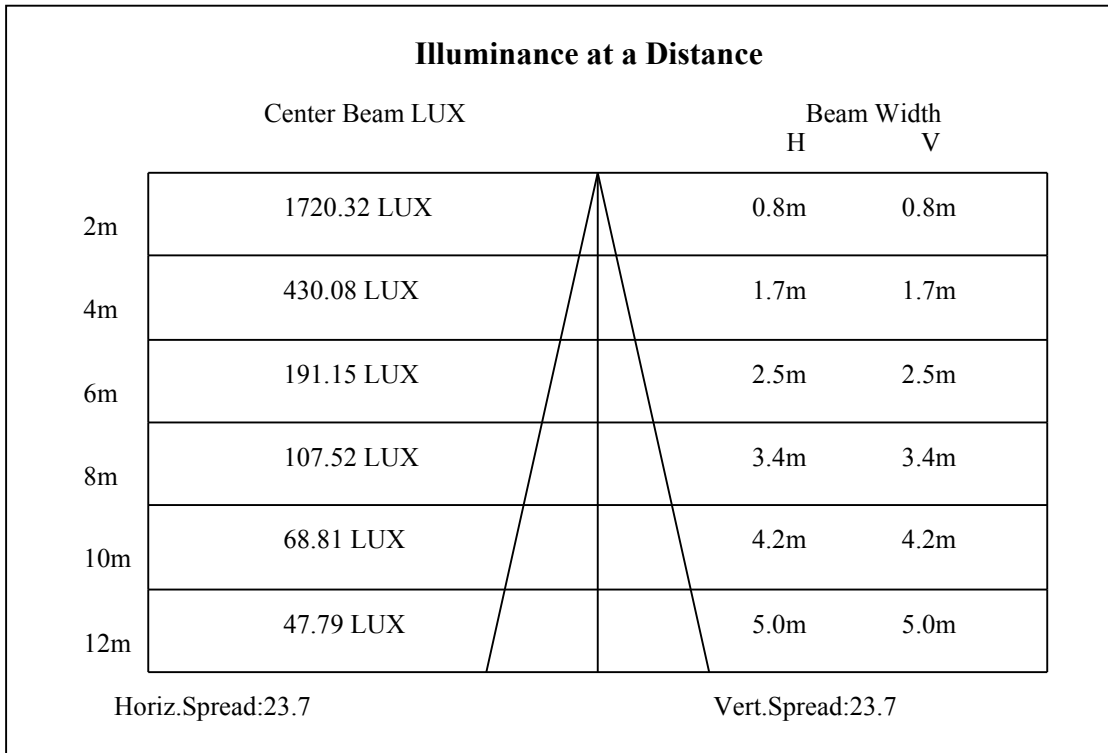 Illuminance at a Distance
Center Beam LUX Beam Width
H V
2m 1720.32 LUX 0.8m 0.8m
4m 430.08 LUX 1.7m 1.7m
6m 191.15 LUX 2.5m 2.5m
8m 107.52 LUX 3.4m 3.4m
10m 68.81 LUX 4.2m 4.2m
12m 47.79 LUX 5.0m 5.0m
Horiz.Spread:23.7 Vert.Spread:23.7